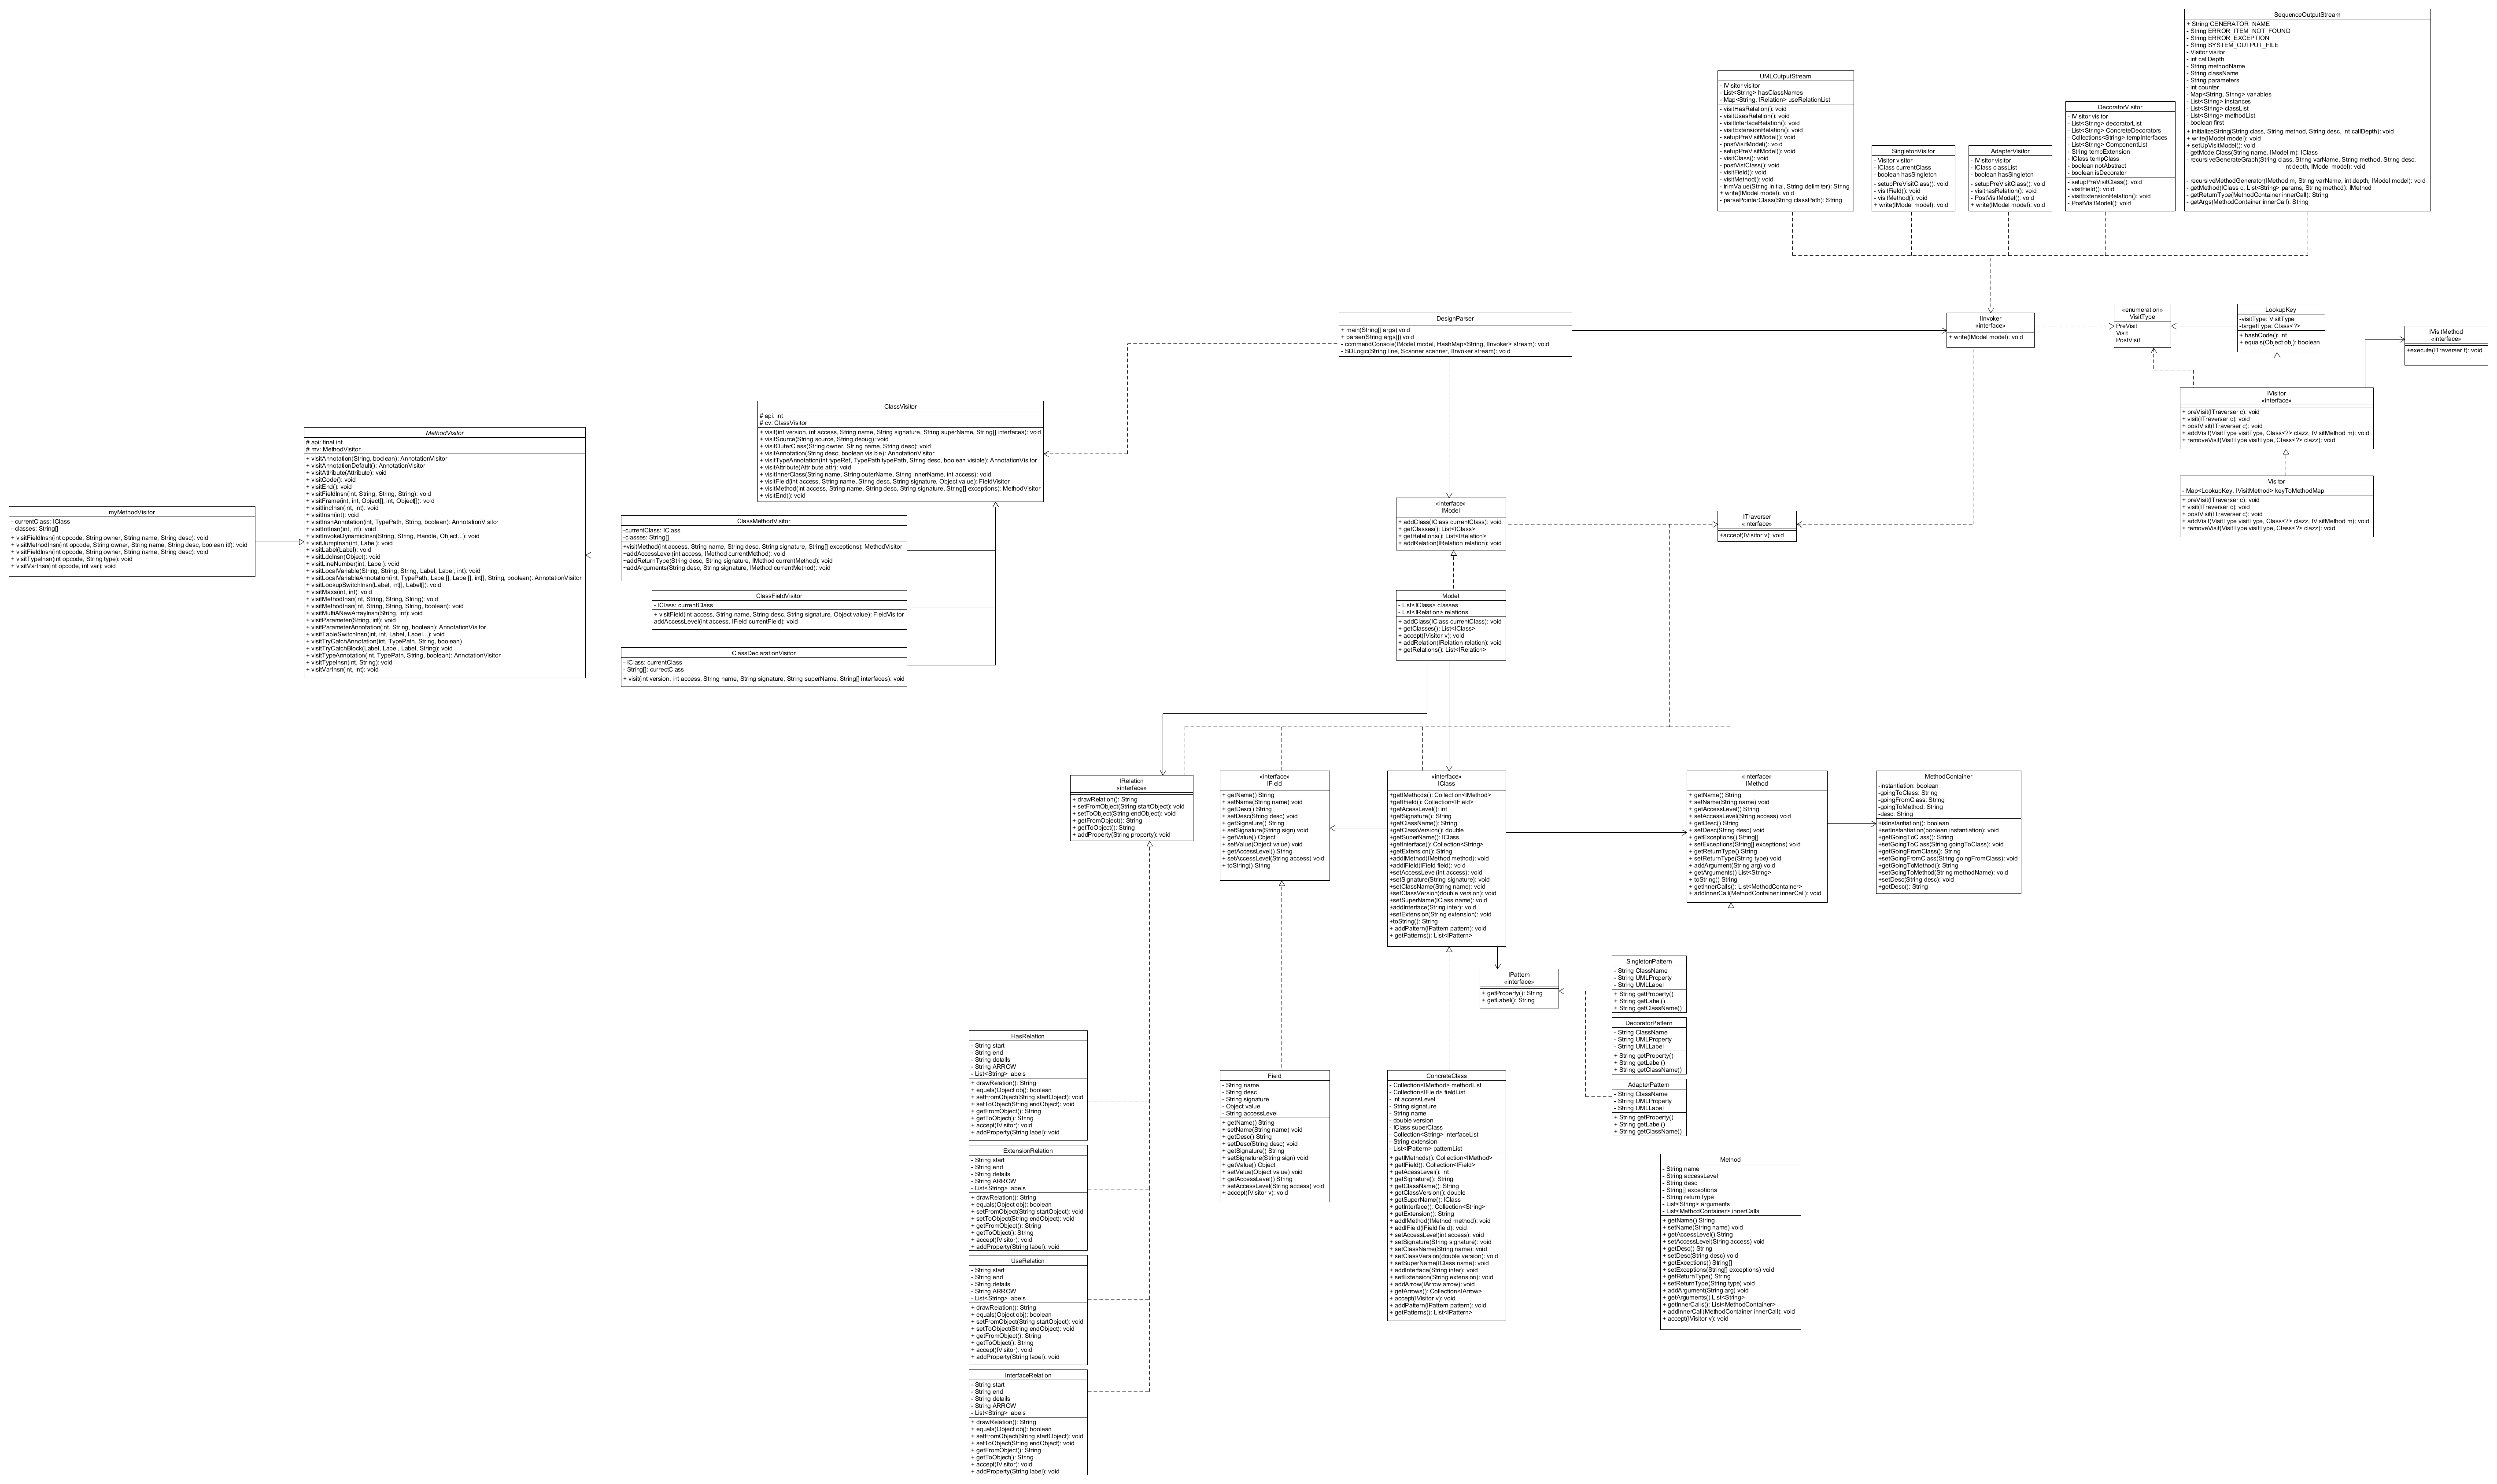 SequenceOutputStream
+ String GENERATOR_NAME
- String ERROR_ITEM_NOT_FOUND
- String ERROR_EXCEPTION
- String SYSTEM_OUTPUT_FILE
- Visitor visitor
- int callDepth
- String methodName
- String className
- String parameters
- int counter
- Map<String, String> variables
- List<String> instances
- List<String> classList
- List<String> methodList
- boolean first
+ initializeString(String class, String method, String desc, int callDepth): void
+ write(IModel model): void
+ setUpVisitModel(): void
- getModelClass(String name, IModel m): IClass
- recursiveGenerateGraph(String class, String varName, String method, String desc,
int depth, IModel model): void
- recursiveMethodGenerator(IMethod m, String varName, int depth, IModel model): void
- getMethod(IClass c, List<String> params, String method): IMethod
- getReturnType(MethodContainer innerCall): String
- getArgs(MethodContainer innerCall): String
UMLOutputStream
- IVisitor visitor
- List<String> hasClassNames
- Map<String, IRelation> useRelationList
- visitHasRelation(): void
- visitUsesRelation(): void
- visitInterfaceRelation(): void
- visitExtensionRelation(): void
- setupPreVisitModel(): void
- postVisitModel(): void
- setupPreVisitModel(): void
- visitClass(): void
- postVistClass(): void
- visitField(): void
- visitMethod(): void
- trimValue(String initial, String delimiter): String
+ write(IModel model): void
- parsePointerClass(String classPath): String
SingletonVisitor
- Visitor visitor
- IClass currentClass
- boolean hasSingleton
- setupPreVisitClass(): void
- visitField(): void
- visitMethod(): void
+ write(IModel model): void
AdapterVisitor
- IVisitor visitor
- IClass classList
- boolean hasSingleton
- setupPreVisitClass(): void
- visithasRelation(): void
- PostVisitModel(): void
+ write(IModel model): void
DecoratorVisitor
- IVisitor visitor
- List<String> decoratorList
- List<String> ConcreteDecorators
- Collections<String> tempInterfaces
- List<String> ComponentList
- String tempExtension
- IClass tempClass
- boolean notAbstract
- boolean isDecorator
- setupPreVisitClass(): void
- visitField(): void
- visitExtensionRelation(): void
- PostVisitModel(): void
DesignParser
+ main(String[] args) void
+ parser(String args[]) void
- commandConsole(IModel model, HashMap<String, IInvoker> stream): void
- SDLogic(String line, Scanner scanner, IInvoker stream): void
IInvoker
«interface»
+ write(IModel model): void
«enumeration»
VisitType
PreVisit
Visit
PostVisit
LookupKey
-visitType: VisitType
-targetType: Class<?>
+ hashCode(): int
+ equals(Object obj): boolean
IVisitMethod
«interface»
+execute(ITraverser t): void
IVisitor
«interface»
+ preVisit(ITraverser c): void
+ visit(ITraverser c): void
+ postVisit(ITraverser c): void
+ addVisit(VisitType visitType, Class<?> clazz, IVisitMethod m): void
+ removeVisit(VisitType visitType, Class<?> clazz): void
Visitor
- Map<LookupKey, IVisitMethod> keyToMethodMap
+ preVisit(ITraverser c): void
+ visit(ITraverser c): void
+ postVisit(ITraverser c): void
+ addVisit(VisitType visitType, Class<?> clazz, IVisitMethod m): void
+ removeVisit(VisitType visitType, Class<?> clazz): void
ClassVisitor
# api: int
# cv: ClassVisitor
+ visit(int version, int access, String name, String signature, String superName, String[] interfaces): void
+ visitSource(String source, String debug): void
+ visitOuterClass(String owner, String name, String desc): void
+ visitAnnotation(String desc, boolean visible): AnnotationVisitor
+ visitTypeAnnotation(int typeRef, TypePath typePath, String desc, boolean visible): AnnotationVisitor
+ visitAttribute(Attribute attr): void
+ visitInnerClass(String name, String outerName, String innerName, int access): void
+ visitField(int access, String name, String desc, String signature, Object value): FieldVisitor
+ visitMethod(int access, String name, String desc, String signature, String[] exceptions): MethodVisitor
+ visitEnd(): void
MethodVisitor
# api: final int
# mv: MethodVisitor
+ visitAnnotation(String, boolean): AnnotationVisitor
+ visitAnnotationDefault(): AnnotationVisitor
+ visitAttribute(Attribute): void
+ visitCode(): void
+ visitEnd(): void
+ visitFieldInsn(int, String, String, String): void
+ visitFrame(int, int, Object[], int, Object[]): void
+ visitIincInsn(int, int): void
+ visitInsn(int): void
+ visitInsnAnnotation(int, TypePath, String, boolean): AnnotationVisitor
+ visitIntInsn(int, int): void
+ visitInvokeDynamicInsn(String, String, Handle, Object...): void
+ visitJumpInsn(int, Label): void
+ visitLabel(Label): void
+ visitLdcInsn(Object): void
+ visitLineNumber(int, Label): void
+ visitLocalVariable(String, String, String, Label, Label, int): void
+ visitLocalVariableAnnotation(int, TypePath, Label[], Label[], int[], String, boolean): AnnotationVisitor
+ visitLookupSwitchInsn(Label, int[], Label[]): void
+ visitMaxs(int, int): void
+ visitMethodInsn(int, String, String, String): void
+ visitMethodInsn(int, String, String, String, boolean): void
+ visitMultiANewArrayInsn(String, int): void
+ visitParameter(String, int): void
+ visitParameterAnnotation(int, String, boolean): AnnotationVisitor
+ visitTableSwitchInsn(int, int, Label, Label...): void
+ visitTryCatchAnnotation(int, TypePath, String, boolean)
+ visitTryCatchBlock(Label, Label, Label, String): void
+ visitTypeAnnotation(int, TypePath, String, boolean): AnnotationVisitor
+ visitTypeInsn(int, String): void
+ visitVarInsn(int, int): void
myMethodVisitor
- currentClass: IClass
- classes: String[]
+ visitFieldInsn(int opcode, String owner, String name, String desc): void
+ visitMethodInsn(int opcode, String owner, String name, String desc, boolean itf): void
+ visitFieldInsn(int opcode, String owner, String name, String desc): void
+ visitTypeInsn(int opcode, String type): void
+ visitVarInsn(int opcode, int var): void
ClassMethodVisitor
-currentClass: IClass
-classes: String[]
+visitMethod(int access, String name, String desc, String signature, String[] exceptions): MethodVisitor
~addAccessLevel(int access, IMethod currentMethod): void
~addReturnType(String desc, String signature, IMethod currentMethod): void
~addArguments(String desc, String signature, IMethod currentMethod): void
ClassFieldVisitor
- IClass: currentClass
+ visitField(int access, String name, String desc, String signature, Object value): FieldVisitor
addAccessLevel(int access, IField currentField): void
ClassDeclarationVisitor
- IClass: currentClass
- String[]: currectClass
+ visit(int version, int access, String name, String signature, String superName, String[] interfaces): void
«interface»
IModel
+ addClass(IClass currentClass): void
+ getClasses(): List<IClass>
+ getRelations(): List<IRelation>
+ addRelation(IRelation relation): void
ITraverser
«interface»
+accept(IVisitor v): void
Model
- List<IClass> classes
- List<IRelation> relations
+ addClass(IClass currentClass): void
+ getClasses(): List<IClass>
+ accept(IVisitor v): void
+ addRelation(IRelation relation): void
+ getRelations(): List<IRelation>
IRelation
«interface»
+ drawRelation(): String
+ setFromObject(String startObject): void
+ setToObject(String endObject): void
+ getFromObject(): String
+ getToObject(): String
+ addProperty(String property): void
«interface»
IField
+ getName() String
+ setName(String name) void
+ getDesc() String
+ setDesc(String desc) void
+ getSignature() String
+ setSignature(String sign) void
+ getValue() Object
+ setValue(Object value) void
+ getAccessLevel() String
+ setAccessLevel(String access) void
+ toString() String
«interface»
IClass
+getIMethods(): Collection<IMethod>
+getIField(): Collection<IField>
+getAcessLevel(): int
+getSignature(): String
+getClassName(): String
+getClassVersion(): double
+getSuperName(): IClass
+getInterface(): Collection<String>
+getExtension(): String
+addIMethod(IMethod method): void
+addIField(IField field): void
+setAccessLevel(int access): void
+setSignature(String signature): void
+setClassName(String name): void
+setClassVersion(double version): void
+setSuperName(IClass name): void
+addInterface(String inter): void
+setExtension(String extension): void
+toString(): String
+ addPattern(IPattern pattern): void
+ getPatterns(): List<IPattern>
«interface»
IMethod
+ getName() String
+ setName(String name) void
+ getAccessLevel() String
+ setAccessLevel(String access) void
+ getDesc() String
+ setDesc(String desc) void
+ getExceptions() String[]
+ setExceptions(String[] exceptions) void
+ getReturnType() String
+ setReturnType(String type) void
+ addArgument(String arg) void
+ getArguments() List<String>
+ toString() String
+ getInnerCalls(): List<MethodContainer>
+ addInnerCall(MethodContainer innerCall): void
MethodContainer
-instantiation: boolean
-goingToClass: String
-goingFromClass: String
-goingToMethod: String
-desc: String
+isInstantiation(): boolean
+setInstantiation(boolean instantiation): void
+getGoingToClass(): String
+setGoingToClass(String goingToClass): void
+getGoingFromClass(): String
+setGoingFromClass(String goingFromClass): void
+getGoingToMethod(): String
+setGoingToMethod(String methodName): void
+setDesc(String desc): void
+getDesc(): String
IPattern
«interface»
+ getProperty(): String
+ getLabel(): String
SingletonPattern
- String ClassName
- String UMLProperty
- String UMLLabel
+ String getProperty()
+ String getLabel()
+ String getClassName()
DecoratorPattern
- String ClassName
- String UMLProperty
- String UMLLabel
+ String getProperty()
+ String getLabel()
+ String getClassName()
AdapterPattern
- String ClassName
- String UMLProperty
- String UMLLabel
+ String getProperty()
+ String getLabel()
+ String getClassName()
HasRelation
- String start
- String end
- String details
- String ARROW
- List<String> labels
+ drawRelation(): String
+ equals(Object obj): boolean
+ setFromObject(String startObject): void
+ setToObject(String endObject): void
+ getFromObject(): String
+ getToObject(): String
+ accept(IVisitor): void
+ addProperty(String label): void
ExtensionRelation
- String start
- String end
- String details
- String ARROW
- List<String> labels
+ drawRelation(): String
+ equals(Object obj): boolean
+ setFromObject(String startObject): void
+ setToObject(String endObject): void
+ getFromObject(): String
+ getToObject(): String
+ accept(IVisitor): void
+ addProperty(String label): void
UseRelation
- String start
- String end
- String details
- String ARROW
- List<String> labels
+ drawRelation(): String
+ equals(Object obj): boolean
+ setFromObject(String startObject): void
+ setToObject(String endObject): void
+ getFromObject(): String
+ getToObject(): String
+ accept(IVisitor): void
+ addProperty(String label): void
InterfaceRelation
- String start
- String end
- String details
- String ARROW
- List<String> labels
+ drawRelation(): String
+ equals(Object obj): boolean
+ setFromObject(String startObject): void
+ setToObject(String endObject): void
+ getFromObject(): String
+ getToObject(): String
+ accept(IVisitor): void
+ addProperty(String label): void
Field
- String name
- String desc
- String signature
- Object value
- String accessLevel
+ getName() String
+ setName(String name) void
+ getDesc() String
+ setDesc(String desc) void
+ getSignature() String
+ setSignature(String sign) void
+ getValue() Object
+ setValue(Object value) void
+ getAccessLevel() String
+ setAccessLevel(String access) void
+ accept(IVisitor v): void
ConcreteClass
- Collection<IMethod> methodList
- Collection<IField> fieldList
- int accessLevel
- String signature
- String name
- double version
- IClass superClass
- Collection<String> interfaceList
- String extension
- List<IPattern> patternList
+ getIMethods(): Collection<IMethod>
+ getIField(): Collection<IField>
+ getAcessLevel(): int
+ getSignature(): String
+ getClassName(): String
+ getClassVersion(): double
+ getSuperName(): IClass
+ getInterface(): Collection<String>
+ getExtension(): String
+ addIMethod(IMethod method): void
+ addIField(IField field): void
+ setAccessLevel(int access): void
+ setSignature(String signature): void
+ setClassName(String name): void
+ setClassVersion(double version): void
+ setSuperName(IClass name): void
+ addInterface(String inter): void
+ setExtension(String extension): void
+ addArrow(IArrow arrow): void
+ getArrows(): Collection<IArrow>
+ accept(IVisitor v): void
+ addPattern(IPattern pattern): void
+ getPatterns(): List<IPattern>
Method
- String name
- String accessLevel
- String desc
- String[] exceptions
- String returnType
- List<String> arguments
- List<MethodContainer> innerCalls
+ getName() String
+ setName(String name) void
+ getAccessLevel() String
+ setAccessLevel(String access) void
+ getDesc() String
+ setDesc(String desc) void
+ getExceptions() String[]
+ setExceptions(String[] exceptions) void
+ getReturnType() String
+ setReturnType(String type) void
+ addArgument(String arg) void
+ getArguments() List<String>
+ getInnerCalls(): List<MethodContainer>
+ addInnerCall(MethodContainer innerCall): void
+ accept(IVisitor v): void